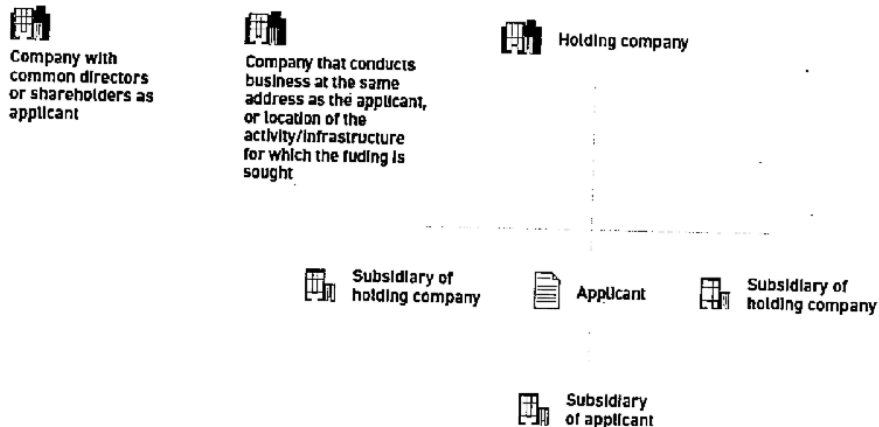 Company with
common directors
or shareholders as
applicant
Company that conducts
business at the same
address as the applicant,
or location of the
activity/infrastructure
for which the fuding is
sought
Holding company
Subsidiary of
holding company
Applicant
Subsidiary of
holding company
Subsidiary
of applicant